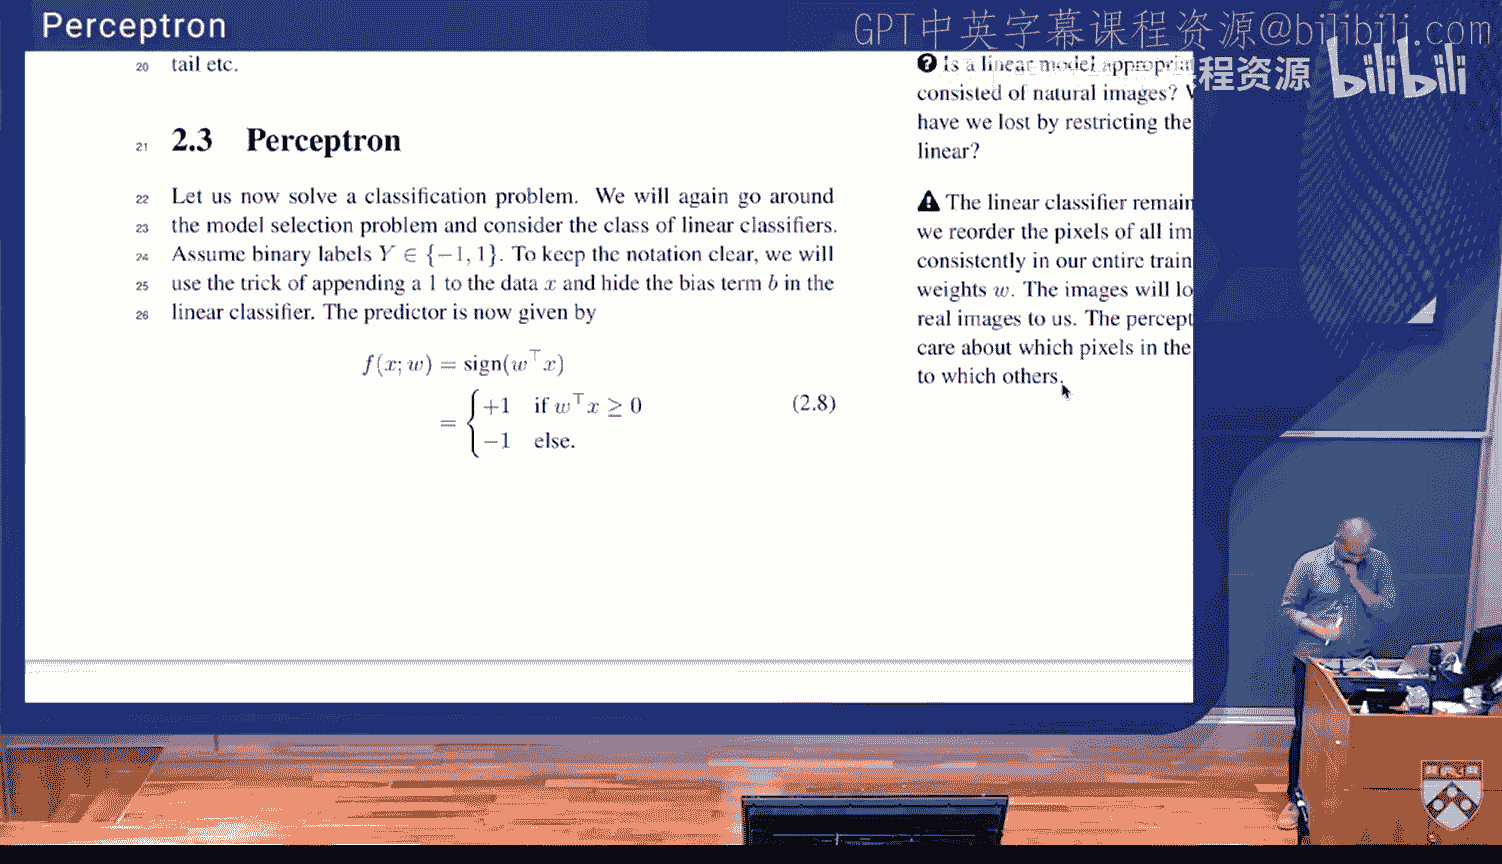 Perceptron
GPT中英字幕课程资源@bilibili.com
程资源 bilibili
20 tail etc.
21 2.3 Perceptron
22 Let us now solve a classification problem. We will again go around
23 the model selection problem and consider the class of linear classifiers.
24 Assume binary labels Y ∈ {−1, 1}. To keep the notation clear, we will
25 use the trick of appending a 1 to the data x and hide the bias term b in the
26 linear classifier. The predictor is now given by
f(x; w) = sign(w⊤x)
= { +1 if w⊤x ≥ 0
−1 else.
(2.8)
? Is a linear model appropriat
consisted of natural images?
have we lost by restricting the
linear?
The linear classifier remain
we reorder the pixels of all im
consistently in our entire train
weights w. The images will lo
real images to us. The percept
care about which pixels in the
to which others.